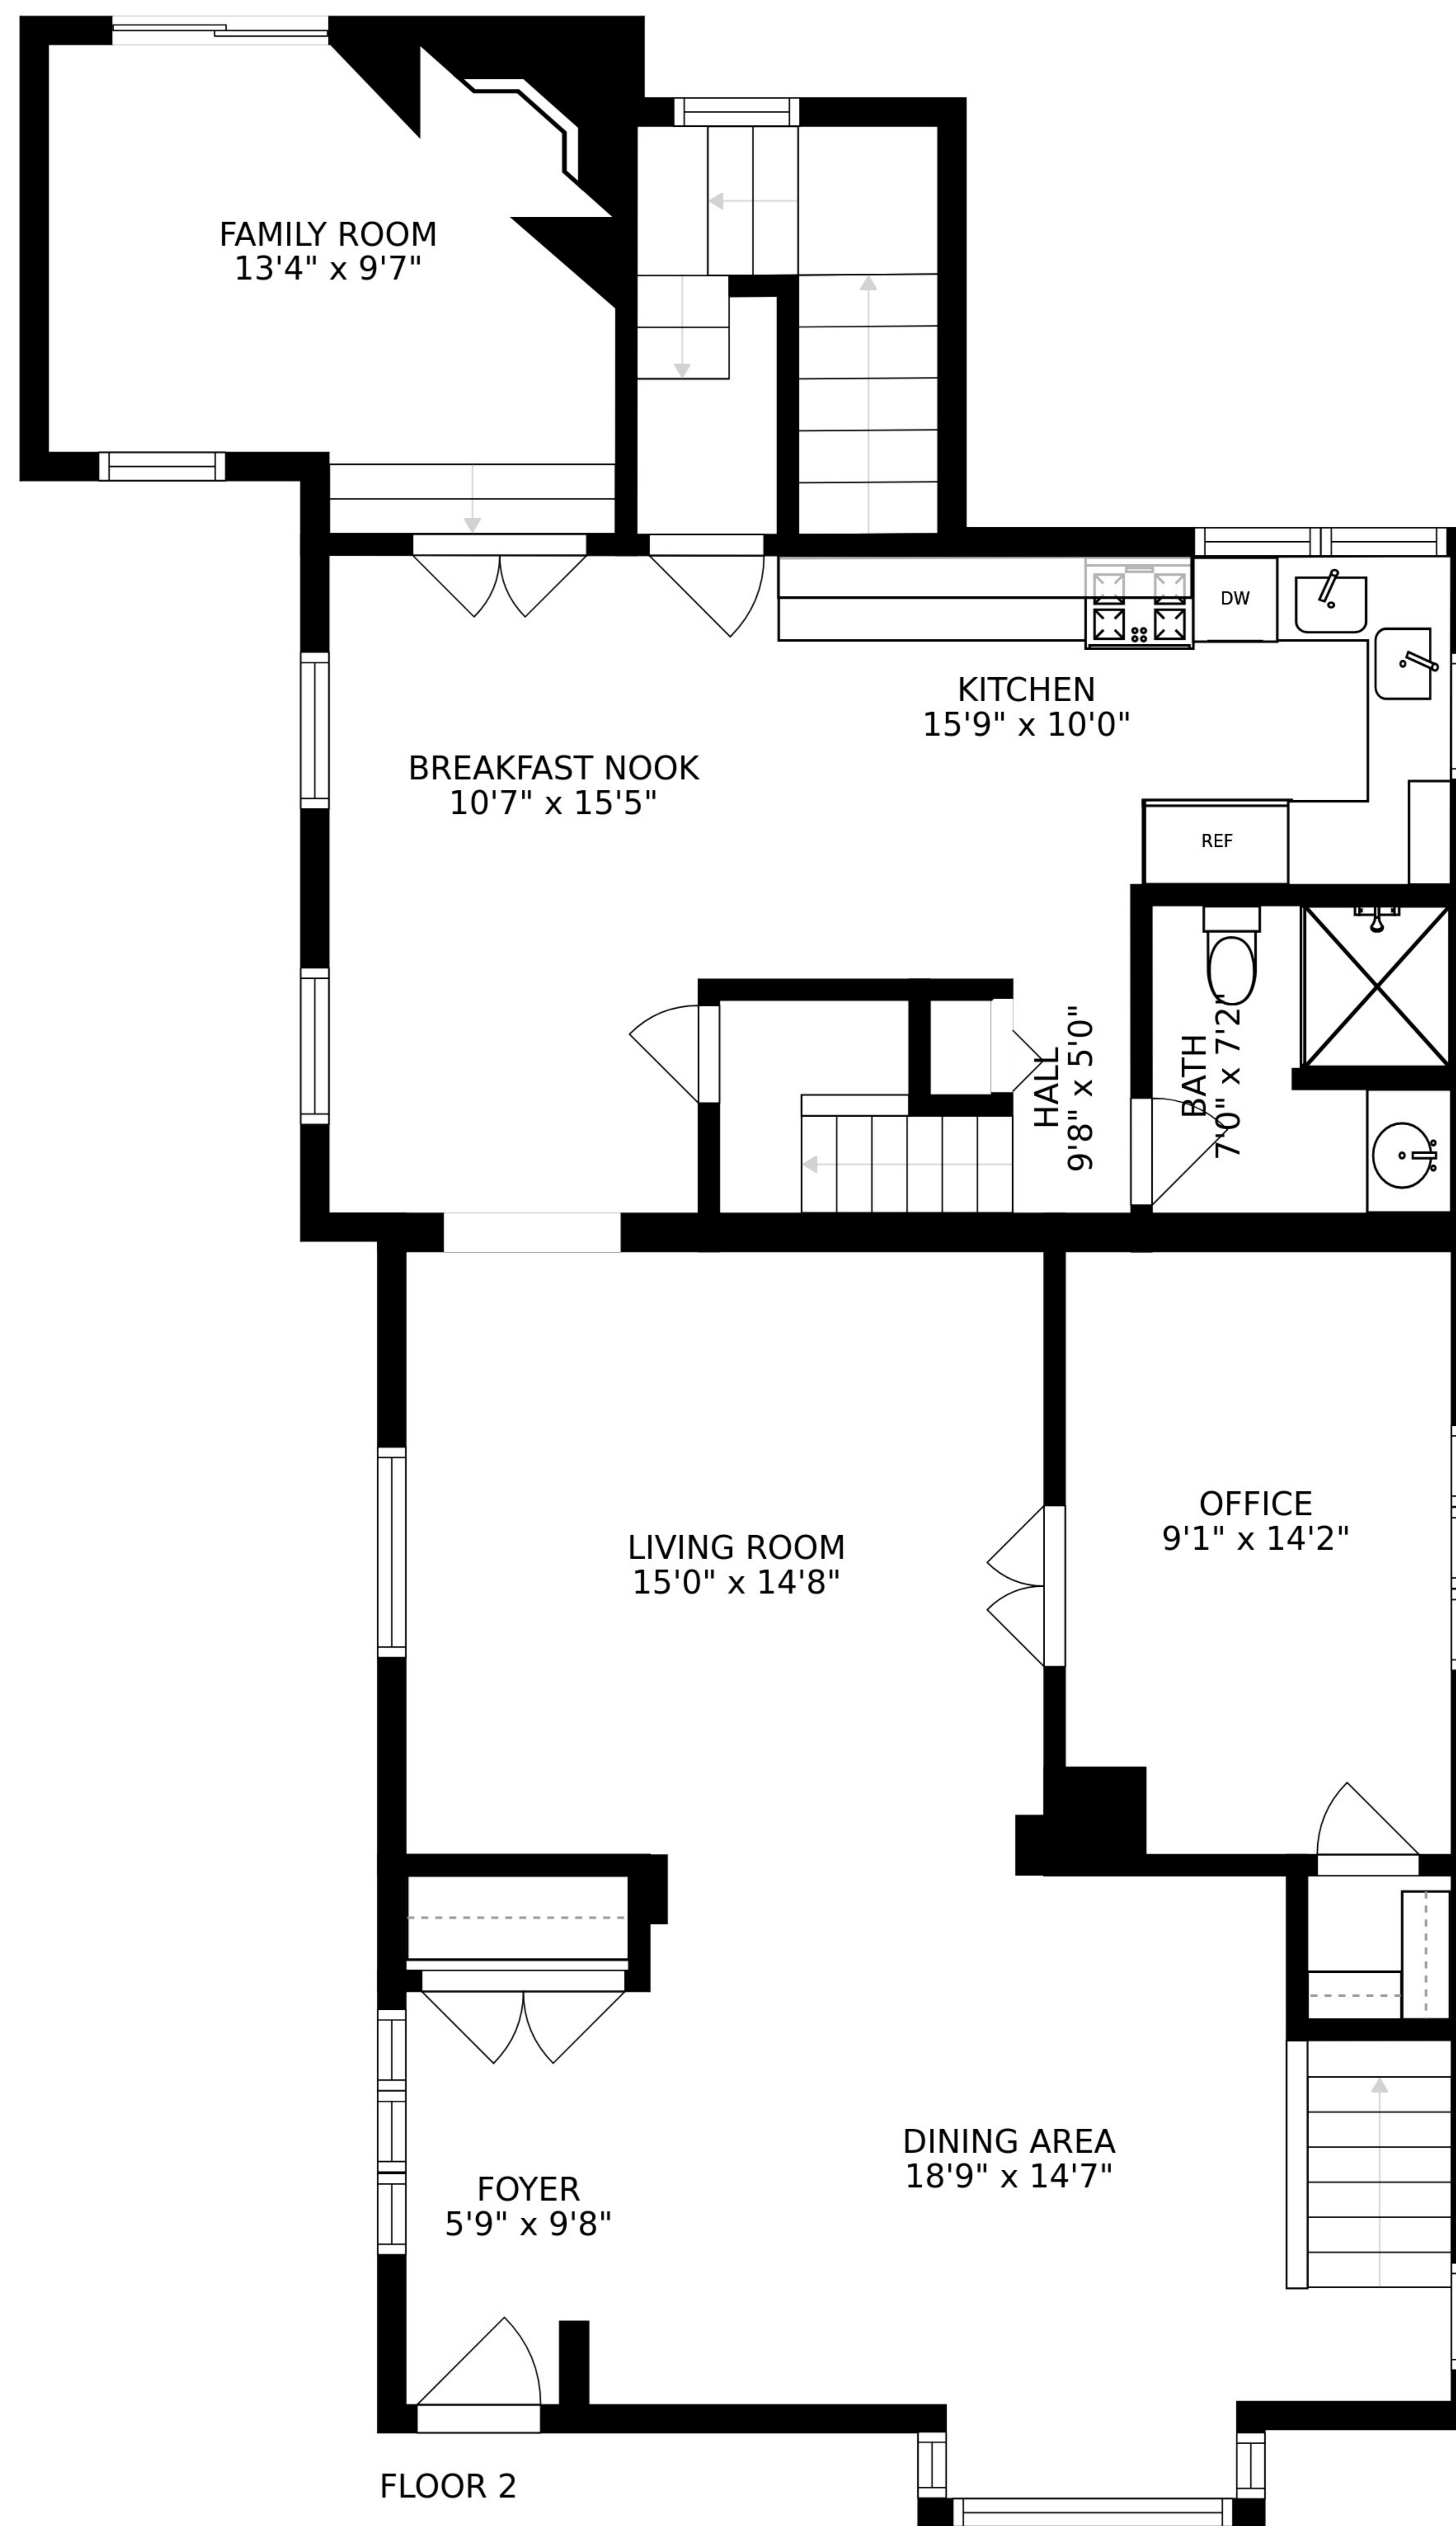 FAMILY ROOM
13'4" x 9'7"
DW
KITCHEN
15'9" x 10'0"
BREAKFAST NOOK
10'7" x 15'5"
REF
HALL
9'8" x 5'0"
BATH
7'0" x 7'2"
OFFICE
9'1" x 14'2"
LIVING ROOM
15'0" x 14'8"
DINING AREA
18'9" x 14'7"
FOYER
5'9" x 9'8"
FLOOR 2